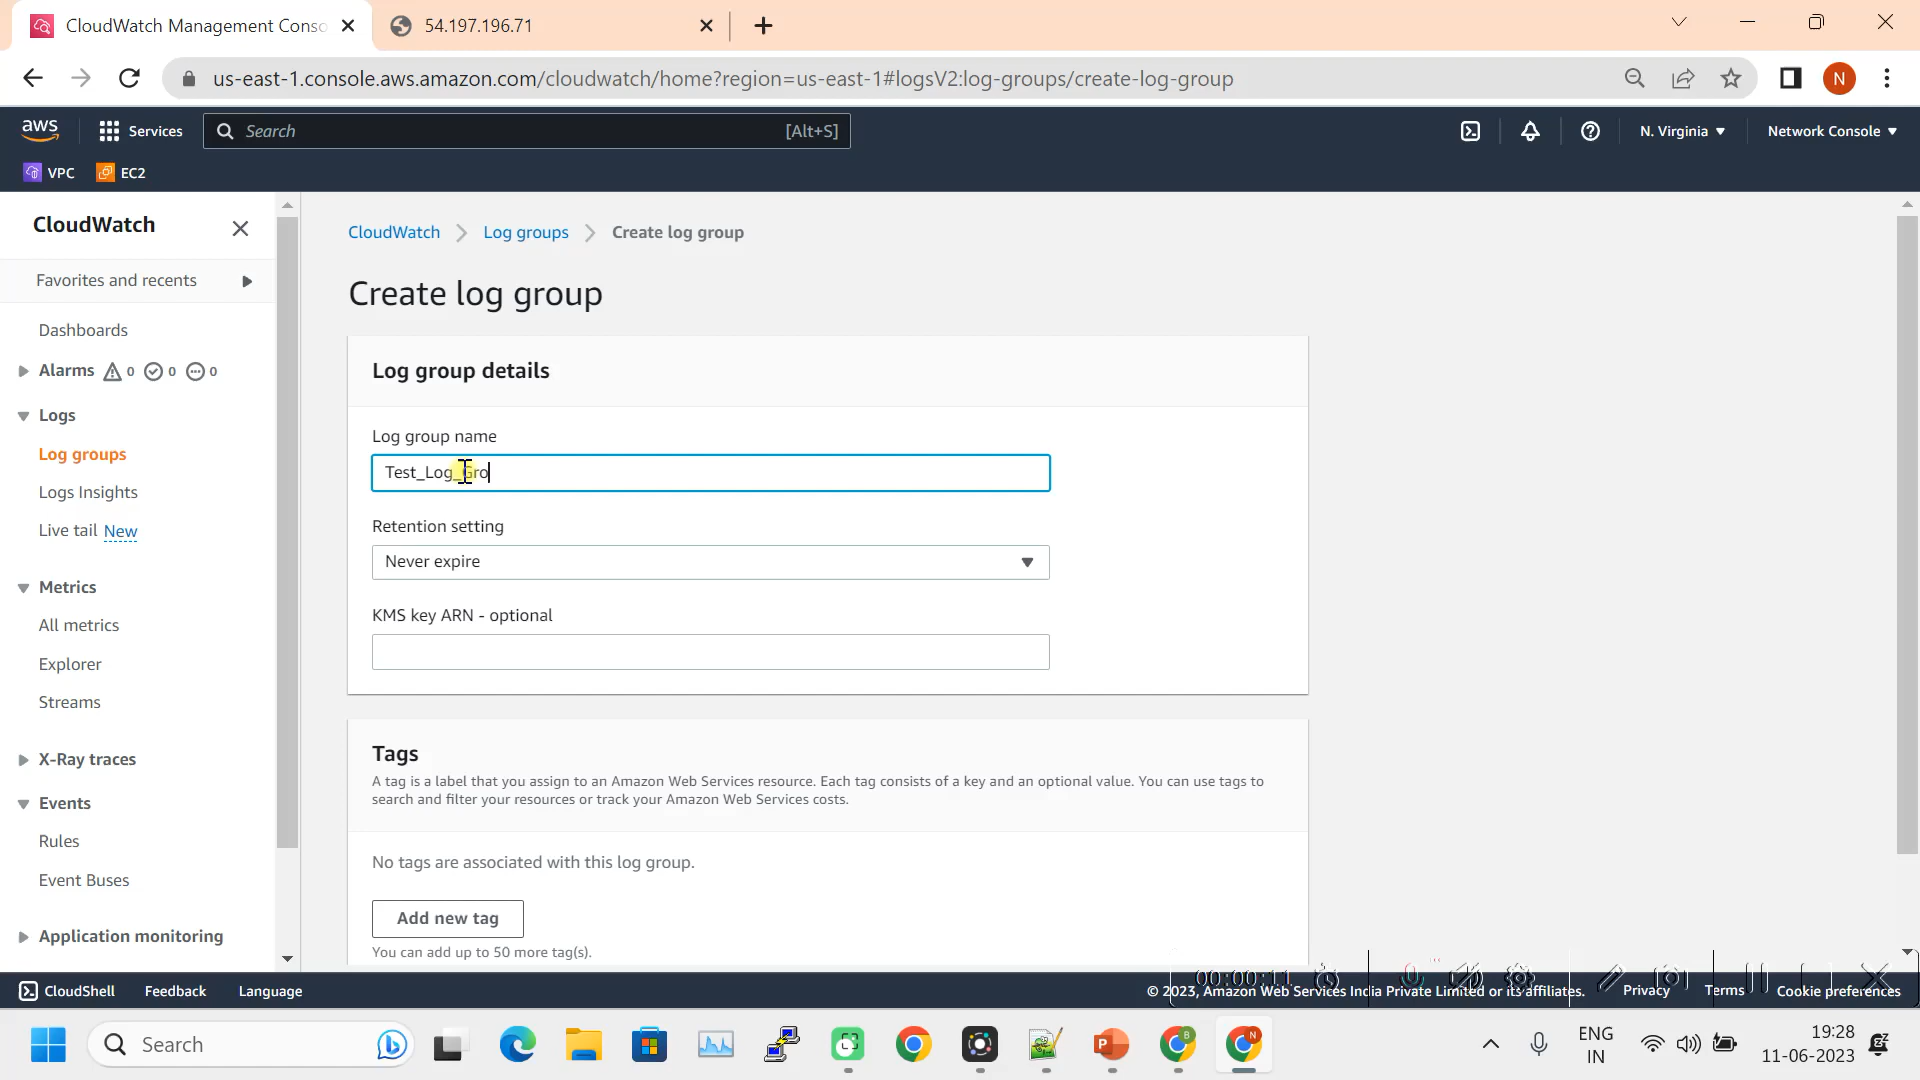 CloudWatch Management Conso
54.197.196.71
us-east-1.console.aws.amazon.com/cloudwatch/home?region=us-east-1#logsV2:log-groups/create-log-group
N
aws
Services
Search
[Alt+S]
N. Virginia
Network Console
VPC
EC2
CloudWatch
Favorites and recents
Dashboards
Alarms 0 0 0
Logs
Log groups
Logs Insights
Live tail New
Metrics
All metrics
Explorer
Streams
X-Ray traces
Events
Rules
Event Buses
Application monitoring
CloudWatch
Log groups
Create log group
Create log group
Log group details
Log group name
Test_Log_Gro
Retention setting
Never expire
KMS key ARN - optional
Tags
A tag is a label that you assign to an Amazon Web Services resource. Each tag consists of a key and an optional value. You can use tags to
search and filter your resources or track your Amazon Web Services costs.
No tags are associated with this log group.
Add new tag
You can add up to 50 more tag(s).
00:00:11
CloudShell
Feedback
Language
© 2023, Amazon Web Services India Private Limited or its affiliates.
Privacy
Terms
Cookie preferences
Search
ENG
IN
19:28
11-06-2023